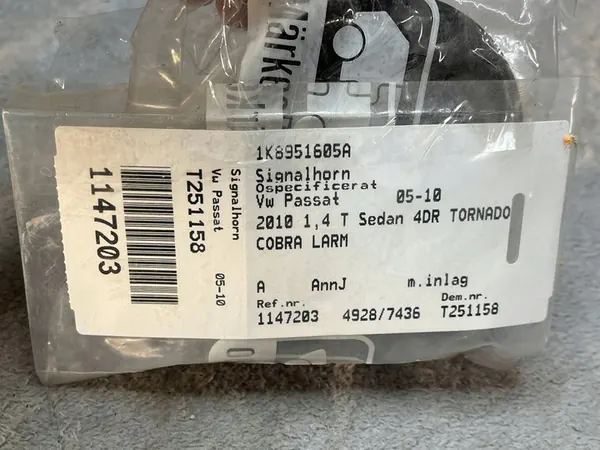 Märkes
1K8951605A
Signalhorn
Ospecificerat
Vw Passat 05-10
2010 1,4 T Sedan 4DR TORNADO
COBRA LARM
A AnnJ m.inlag
Ref.nr. Dem.nr.
1147203 4928/7436 T251158
Signalhorn
Vw Passat 05-10
T251158
1147203